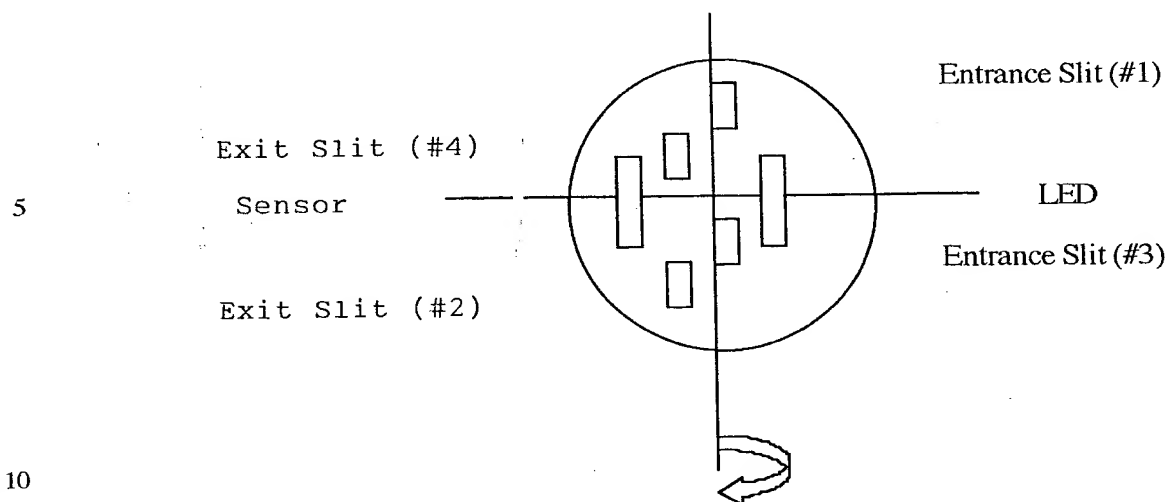 Entrance Slit (#1)
Exit Slit (#4)
5 Sensor LED
Entrance Slit (#3)
Exit Slit (#2)
10